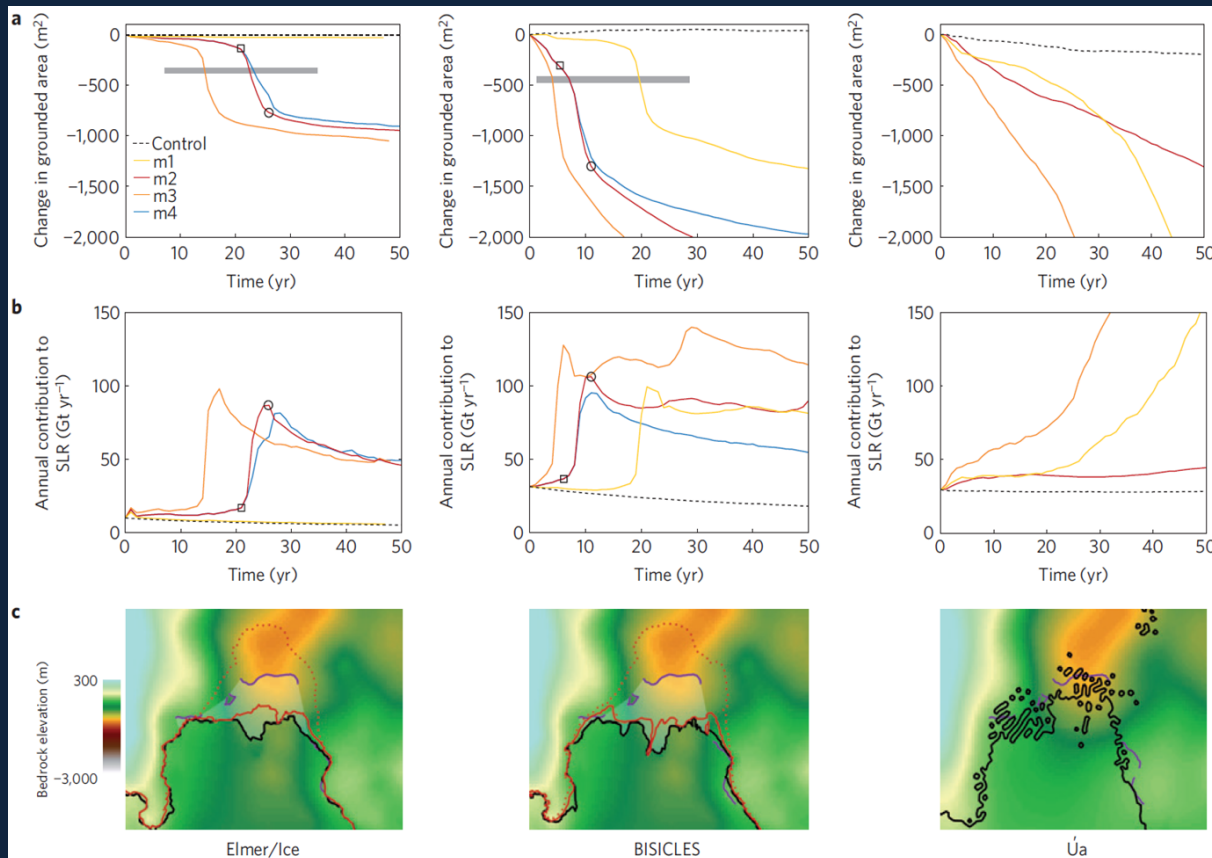 a
Change in grounded area (m²)
0
−500
−1,000
−1,500
−2,000
Control
m1
m2
m3
m4
0 10 20 30 40 50
Time (yr)
Change in grounded area (m²)
0
−500
−1,000
−1,500
−2,000
0 10 20 30 40 50
Time (yr)
Change in grounded area (m²)
0
−500
−1,000
−1,500
−2,000
0 10 20 30 40 50
Time (yr)
b
Annual contribution to
SLR (Gt yr⁻¹)
150
100
50
0
0 10 20 30 40 50
Time (yr)
Annual contribution to
SLR (Gt yr⁻¹)
150
100
50
0
0 10 20 30 40 50
Time (yr)
Annual contribution to
SLR (Gt yr⁻¹)
150
100
50
0
0 10 20 30 40 50
Time (yr)
c
Bedrock elevation (m)
300
−3,000
Elmer/Ice
BISICLES
Úa